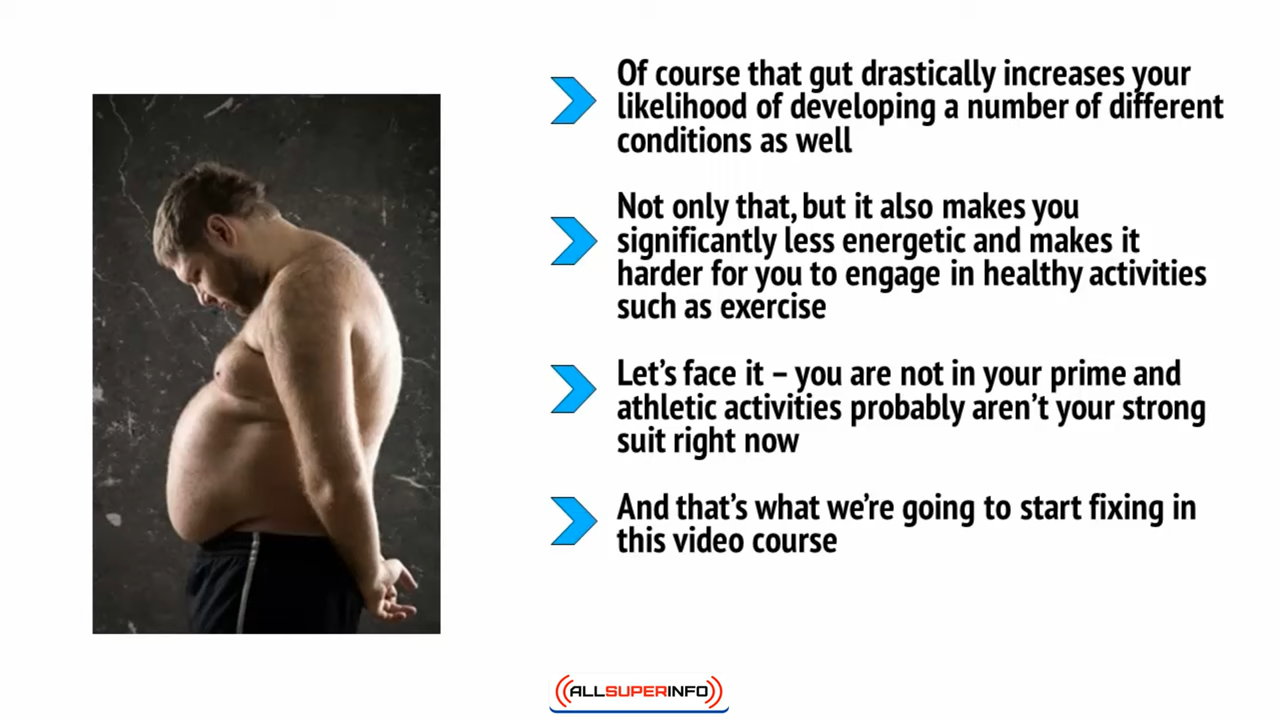 Of course that gut drastically increases your
likelihood of developing a number of different
conditions as well
Not only that, but it also makes you
significantly less energetic and makes it
harder for you to engage in healthy activities
such as exercise
Let's face it – you are not in your prime and
athletic activities probably aren't your strong
suit right now
And that's what we're going to start fixing in
this video course
ALLSUPERINFO